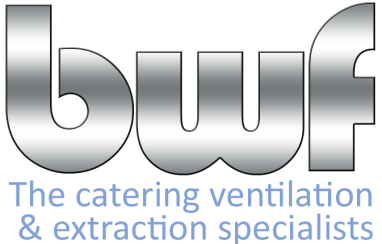 bwf
The catering ventilation
& extraction specialists